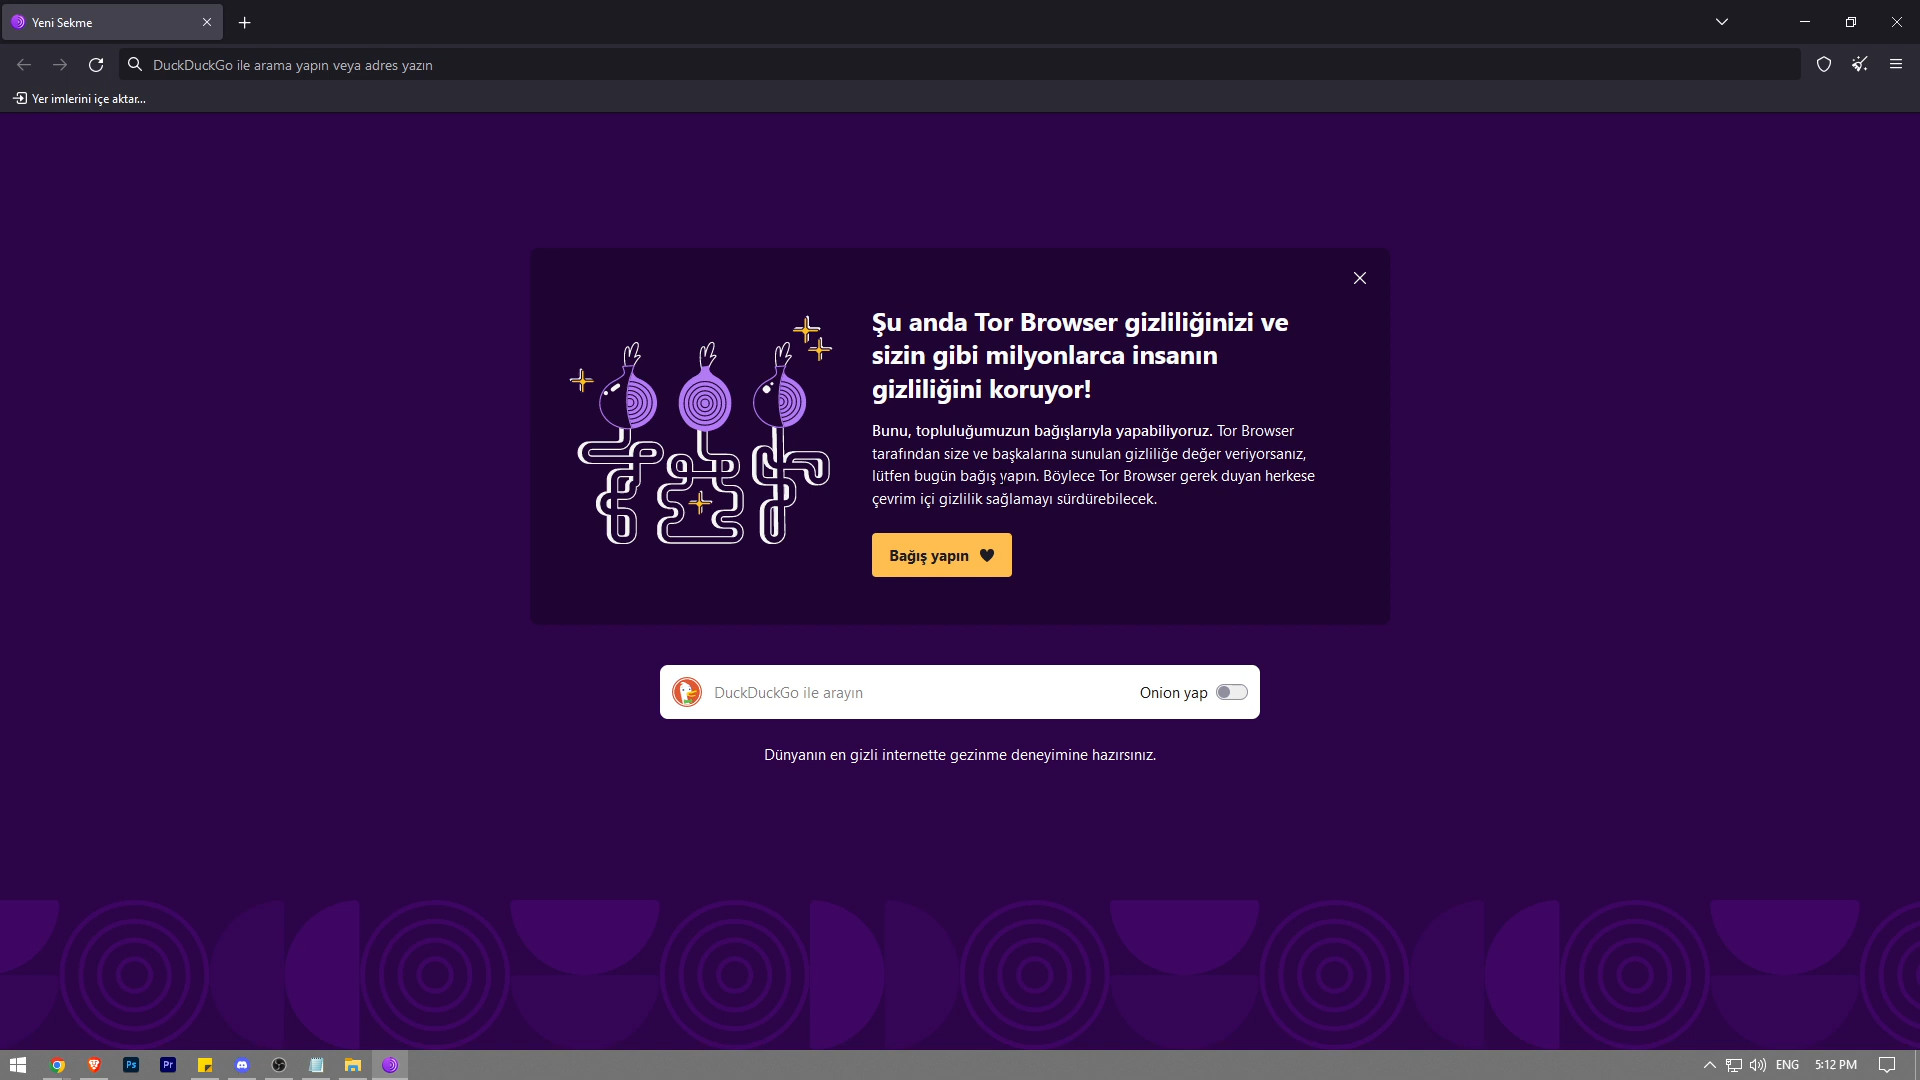 Yeni Sekme
DuckDuckGo ile arama yapın veya adres yazın
Yer imlerini içe aktar...
Şu anda Tor Browser gizliliğinizi ve
sizin gibi milyonlarca insanın
gizliliğini koruyor!
Bunu, topluluğumuzun bağışlarıyla yapabiliyoruz. Tor Browser
tarafından size ve başkalarına sunulan gizliliğe değer veriyorsanız,
lütfen bugün bağış yapın. Böylece Tor Browser gerek duyan herkese
çevrim içi gizlilik sağlamayı sürdürebilecek.
Bağış yapın
DuckDuckGo ile arayın
Onion yap
Dünyanın en gizli internette gezinme deneyimine hazırsınız.
Ps
Pr
ENG
5:12 PM